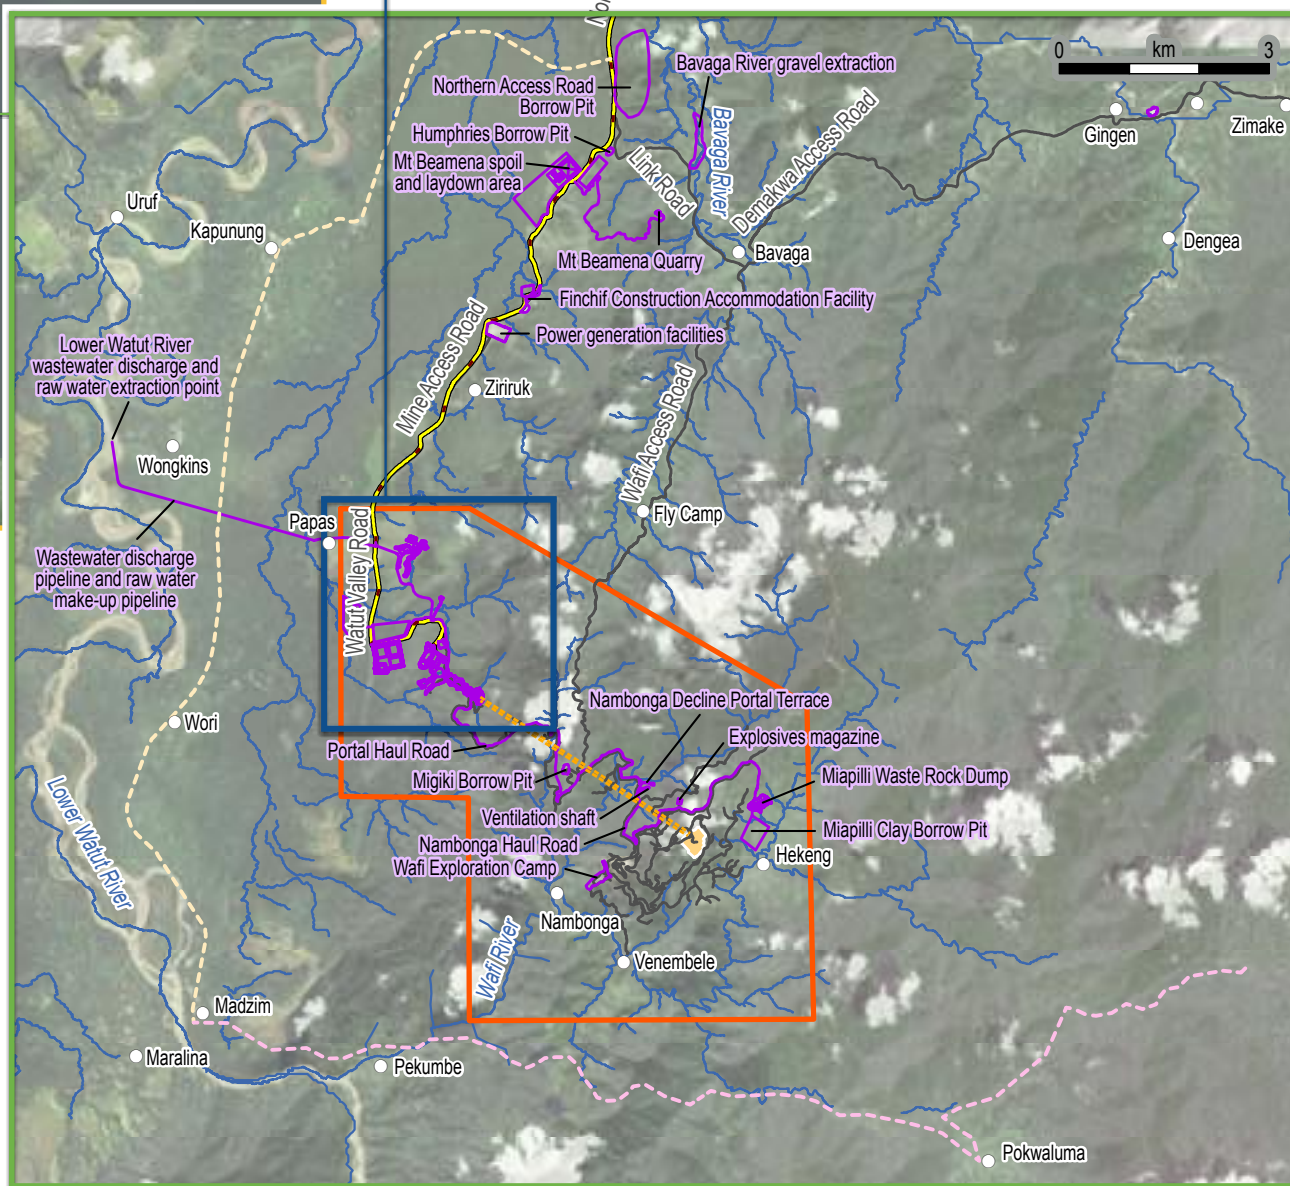 0 km 3
Bavaga River gravel extraction
Northern Access Road
Borrow Pit
Humphries Borrow Pit
Mt Beamena spoil
and laydown area
Link Road
Bavaga River
Demakwa Access Road
Gingen
Zimake
Uruf
Kapunung
Dengea
Bavaga
Mt Beamena Quarry
Finchif Construction Accommodation Facility
Power generation facilities
Lower Watut River
wastewater discharge and
raw water extraction point
Mine Access Road
Ziriruk
Wafi Access Road
Wongkins
Fly Camp
Papas
Watut Valley Road
Wastewater discharge
pipeline and raw water
make-up pipeline
Wori
Nambonga Decline Portal Terrace
Explosives magazine
Portal Haul Road
Migiki Borrow Pit
Miapilli Waste Rock Dump
Ventilation shaft
Miapilli Clay Borrow Pit
Nambonga Haul Road
Wafi Exploration Camp
Hekeng
Lower Watut River
Nambonga
Wafi River
Venembele
Madzim
Maralina
Pekumbe
Pokwaluma